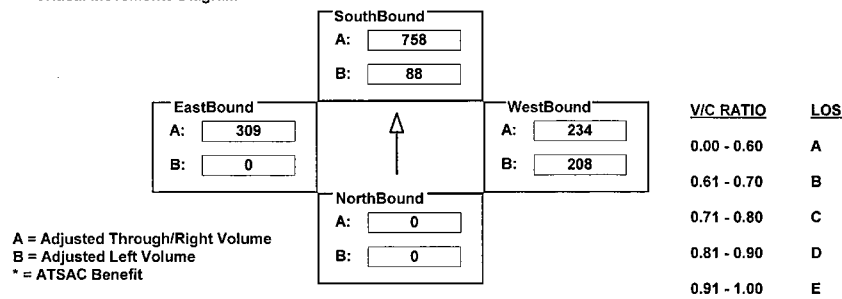 SouthBound
A: 758
B: 88
EastBound
A: 309
B: 0
WestBound
A: 234
B: 208
NorthBound
A: 0
B: 0
A = Adjusted Through/Right Volume
B = Adjusted Left Volume
* = ATSAC Benefit
V/C RATIO LOS
0.00 - 0.60 A
0.61 - 0.70 B
0.71 - 0.80 C
0.81 - 0.90 D
0.91 - 1.00 E